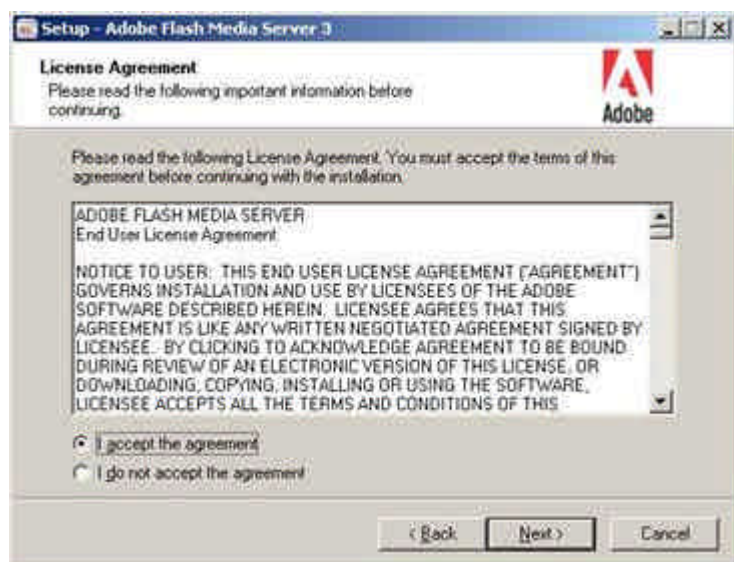 Setup - Adobe Flash Media Server 3
License Agreement
Please read the following important information before
continuing.
Adobe
Please read the following License Agreement. You must accept the terms of this
agreement before continuing with the installation.
ADOBE FLASH MEDIA SERVER
End User License Agreement
NOTICE TO USER: THIS END USER LICENSE AGREEMENT ("AGREEMENT")
GOVERNS INSTALLATION AND USE BY LICENSEES OF THE ADOBE
SOFTWARE DESCRIBED HEREIN. LICENSEE AGREES THAT THIS
AGREEMENT IS LIKE ANY WRITTEN NEGOTIATED AGREEMENT SIGNED BY
LICENSEE. BY CLICKING TO ACKNOWLEDGE AGREEMENT TO BE BOUND
DURING REVIEW OF AN ELECTRONIC VERSION OF THIS LICENSE, OR
DOWNLOADING, COPYING, INSTALLING OR USING THE SOFTWARE,
LICENSEE ACCEPTS ALL THE TERMS AND CONDITIONS OF THIS
I accept the agreement
I do not accept the agreement
< Back Next > Cancel